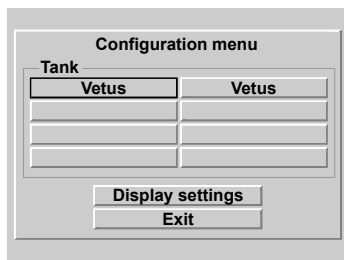 Configuration menu
Tank
Vetus Vetus
Display settings
Exit